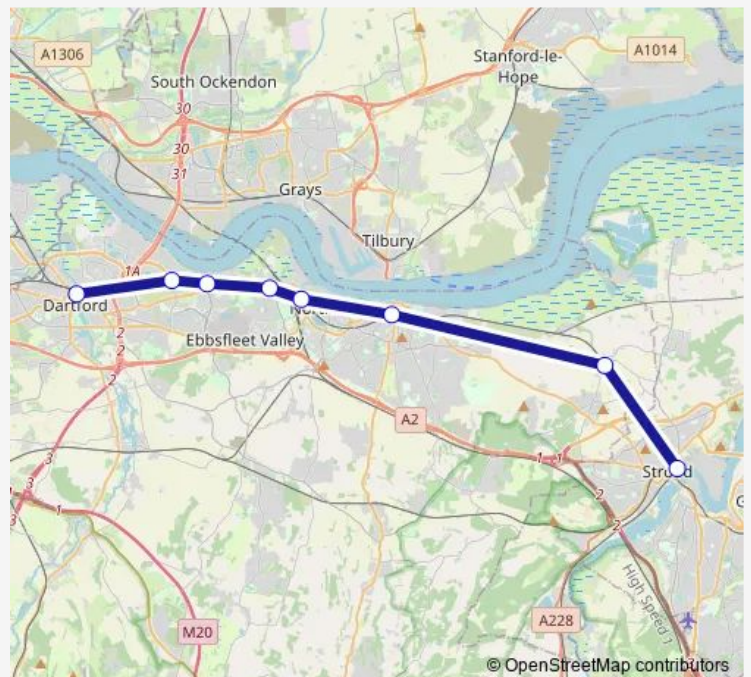 A1306
South Ockendon
Stanford-le-
Hope
A1014
30
30
31
Grays
Tilbury
1A
Dartford
2
2
2
Ebbsfleet Valley
A2
3
3
3
1
1
1
2
2
High Speed 1
M20
A228
© OpenStreetMap contributors